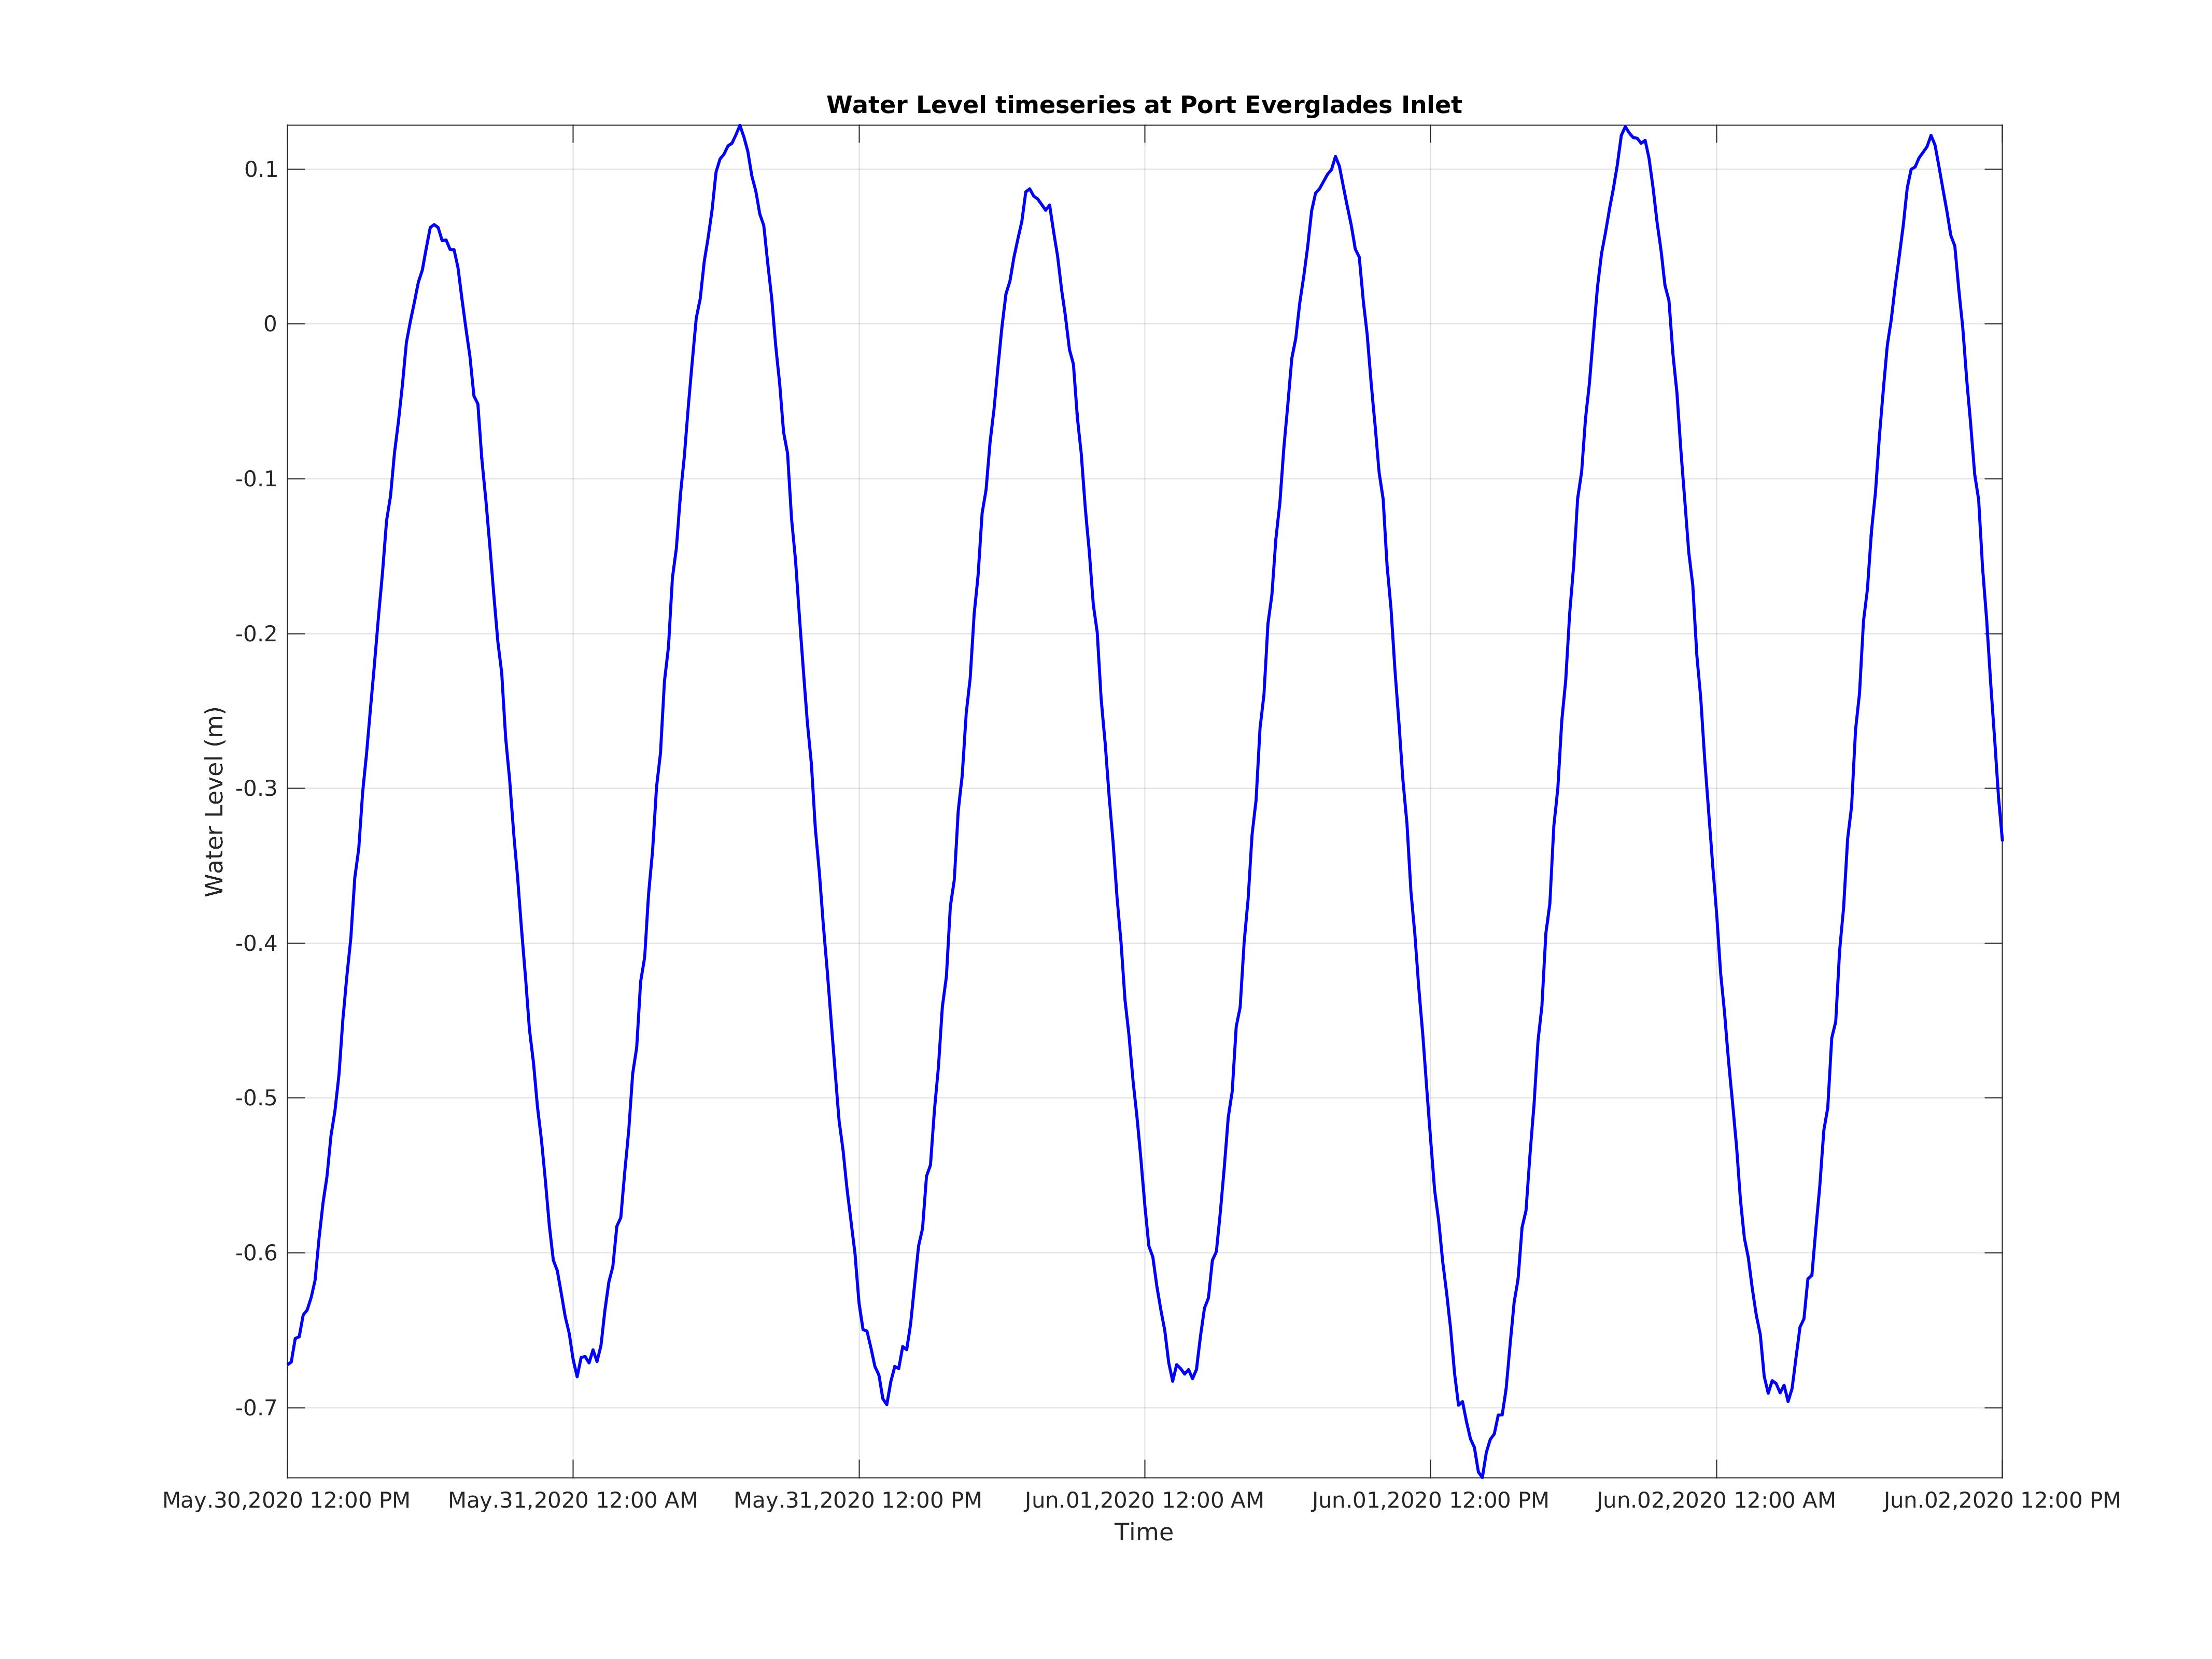 Water Level timeseries at Port Everglades Inlet
0.1
0
-0.1
-0.2
-0.3
-0.4
-0.5
-0.6
-0.7
Water Level (m)
May.30,2020 12:00 PM May.31,2020 12:00 AM May.31,2020 12:00 PM Jun.01,2020 12:00 AM Jun.01,2020 12:00 PM Jun.02,2020 12:00 AM Jun.02,2020 12:00 PM
Time